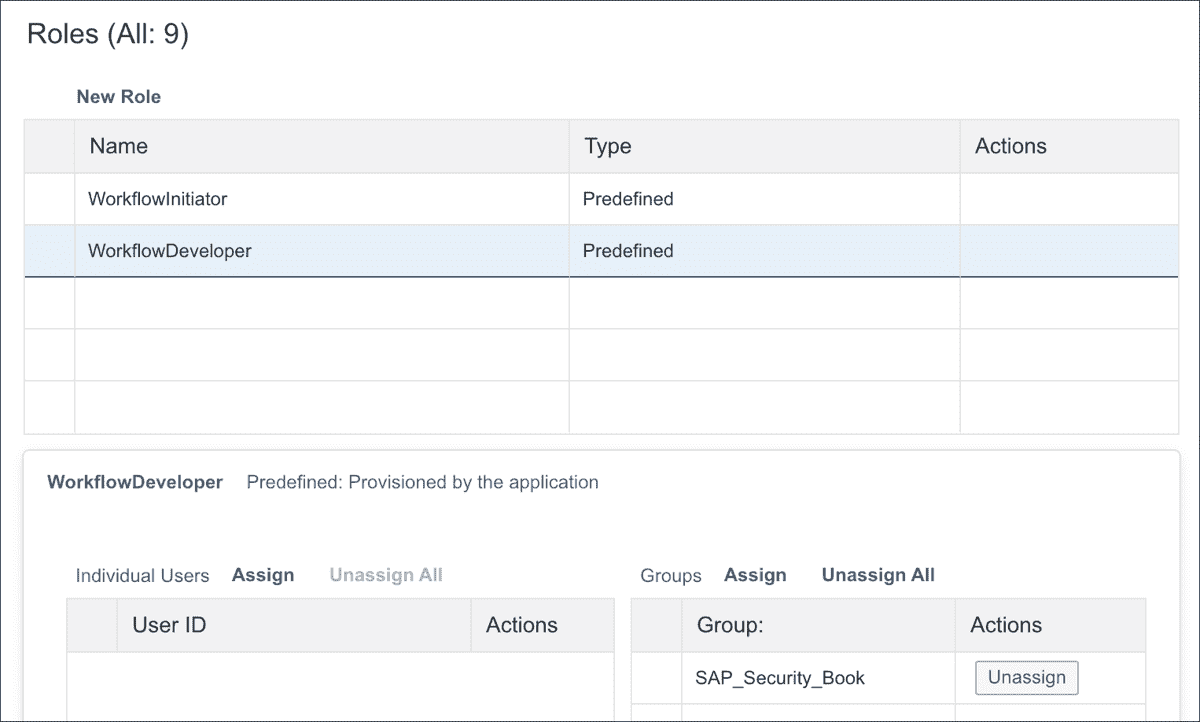 Roles (All: 9)
New Role
Name Type Actions
WorkflowInitiator Predefined
WorkflowDeveloper Predefined
WorkflowDeveloper Predefined: Provisioned by the application
Individual Users Assign Unassign All Groups Assign Unassign All
User ID Actions Group: Actions
SAP_Security_Book Unassign